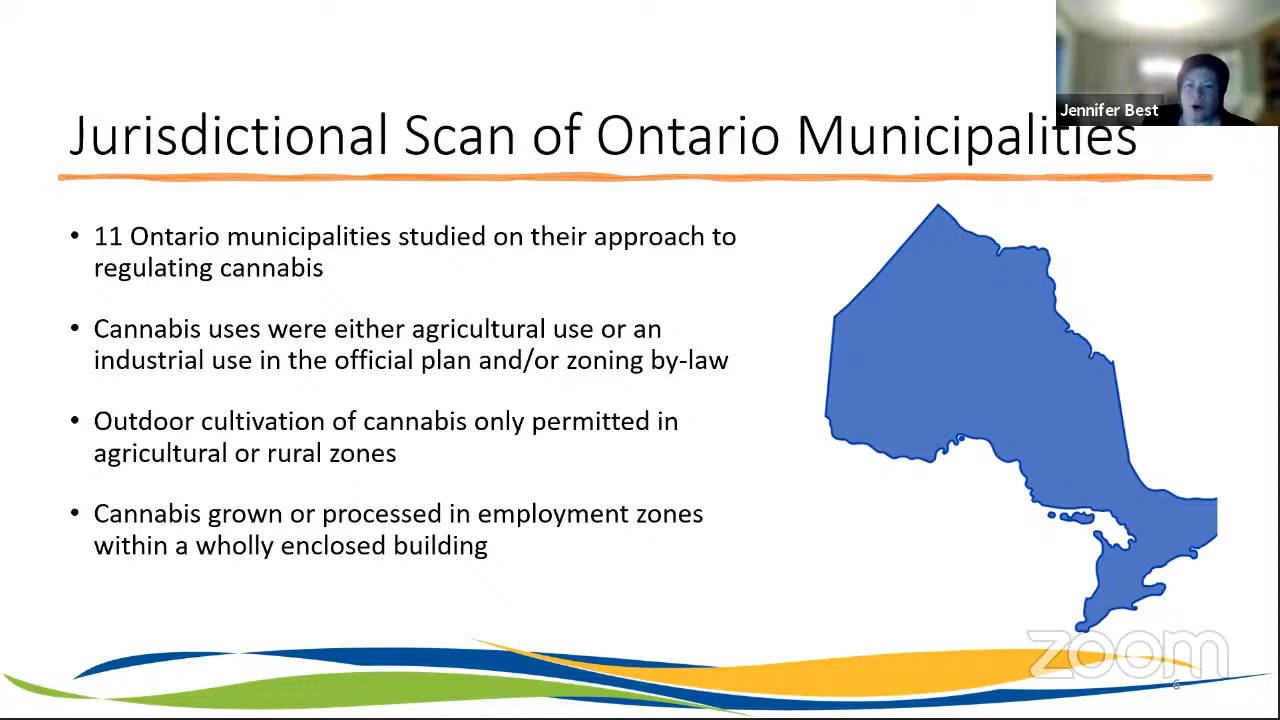 Jennifer Best
Jurisdictional Scan of Ontario Municipalities
• 11 Ontario municipalities studied on their approach to
regulating cannabis
• Cannabis uses were either agricultural use or an
industrial use in the official plan and/or zoning by-law
• Outdoor cultivation of cannabis only permitted in
agricultural or rural zones
• Cannabis grown or processed in employment zones
within a wholly enclosed building
zoom
6